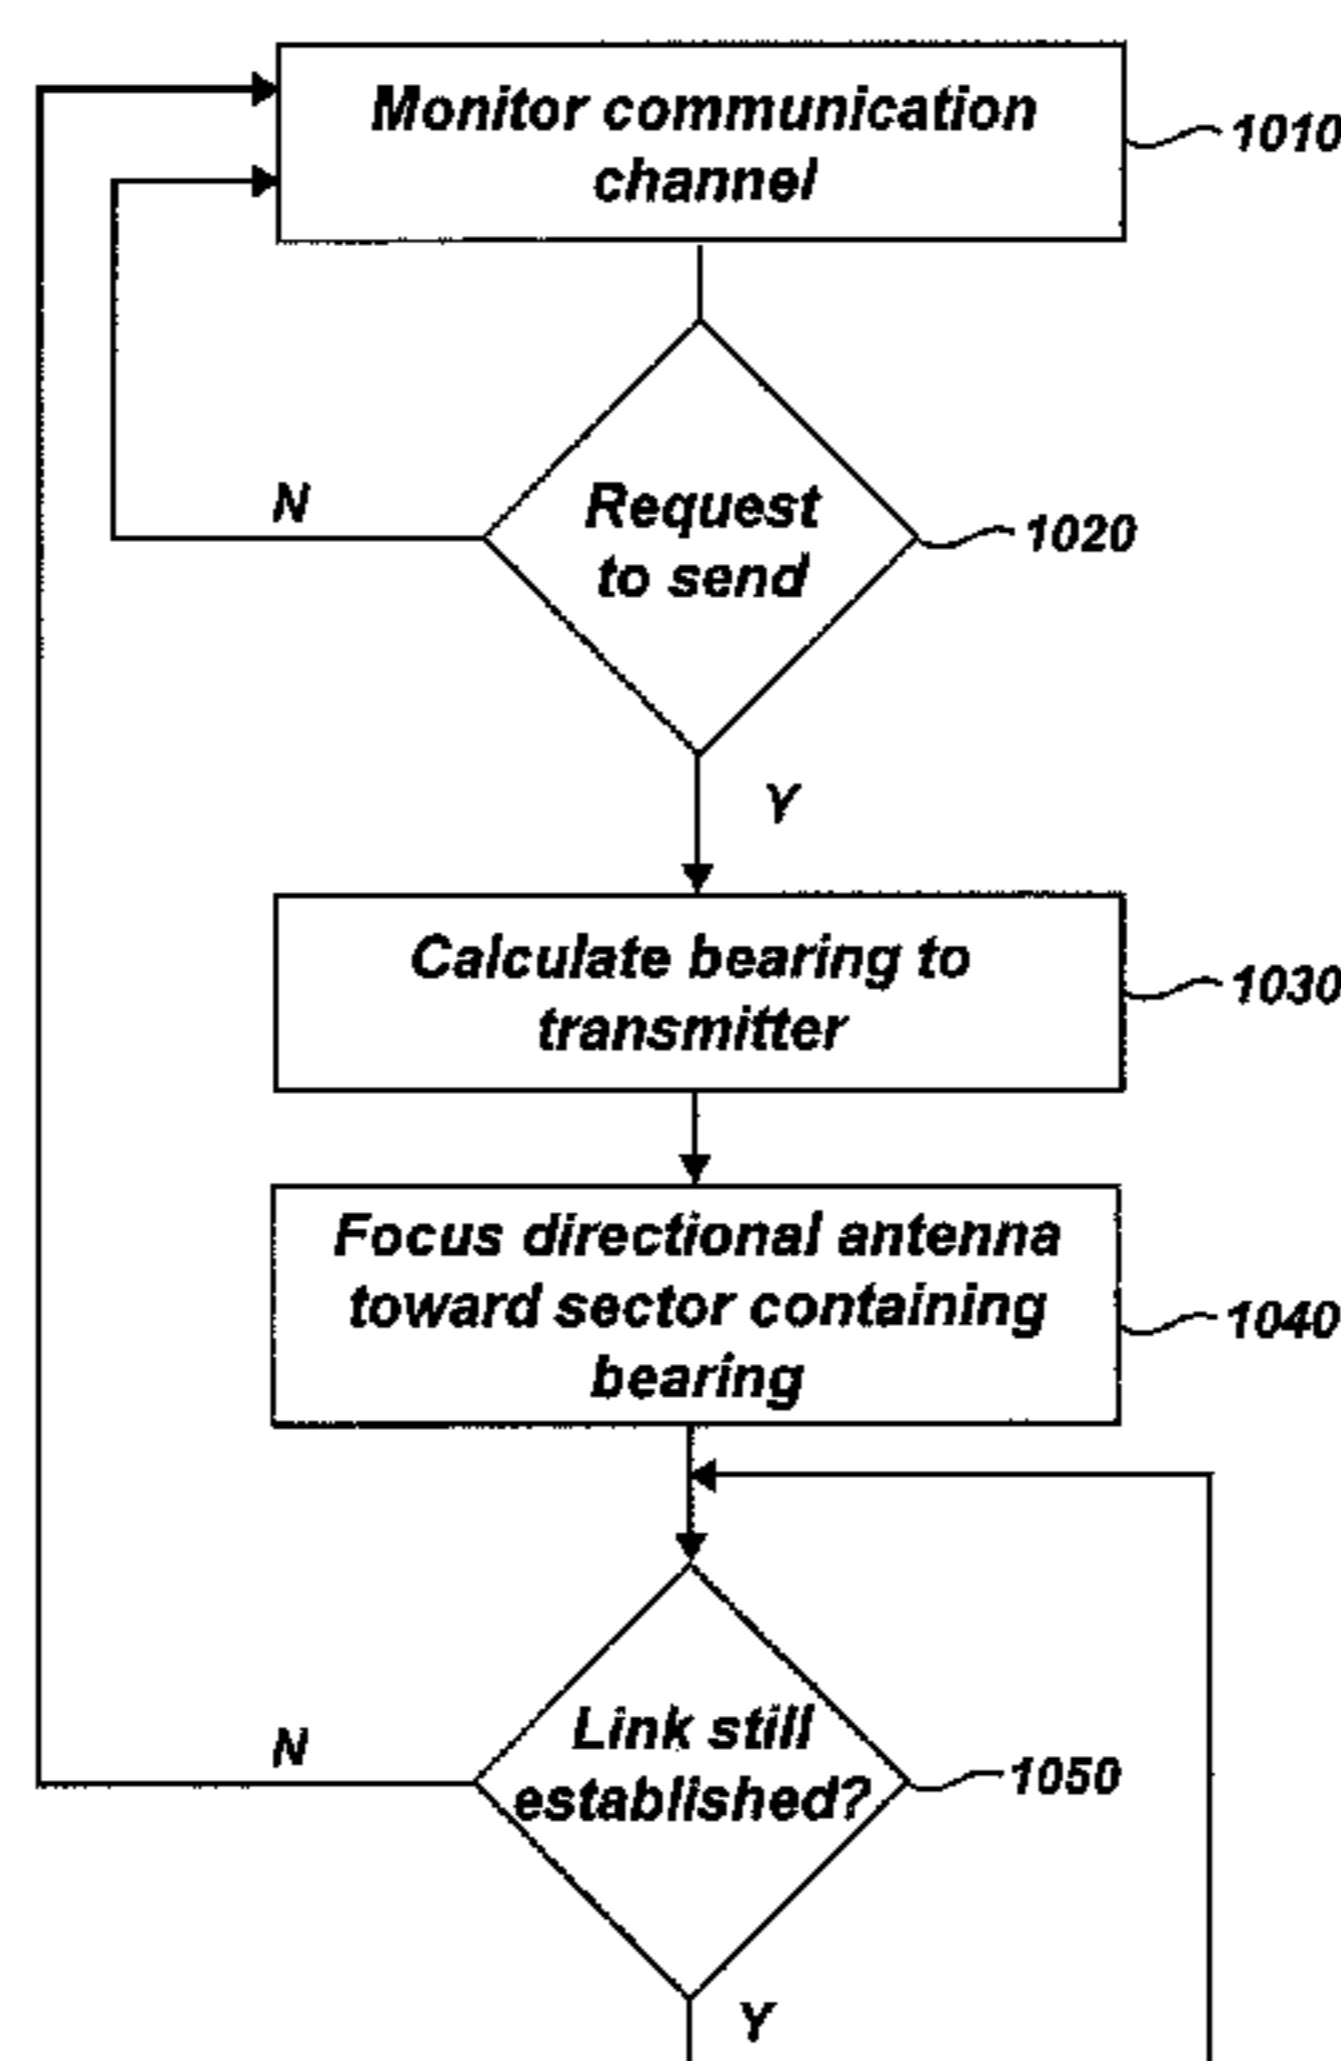 Monitor communication
channel
1010
N
Request
to send
1020
Y
Calculate bearing to
transmitter
1030
Focus directional antenna
toward sector containing
bearing
1040
N
Link still
established?
1050
Y